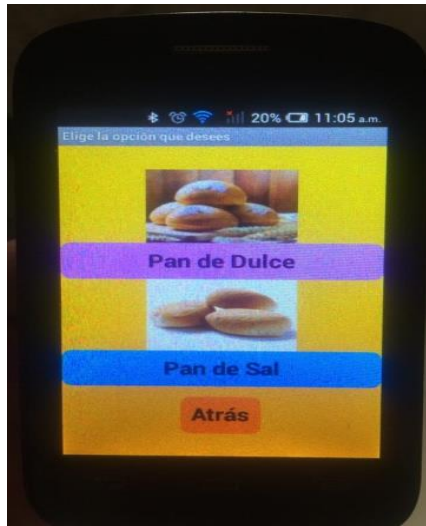 20% 11:05 a.m.
Elige la opción que desees
Pan de Dulce
Pan de Sal
Atrás